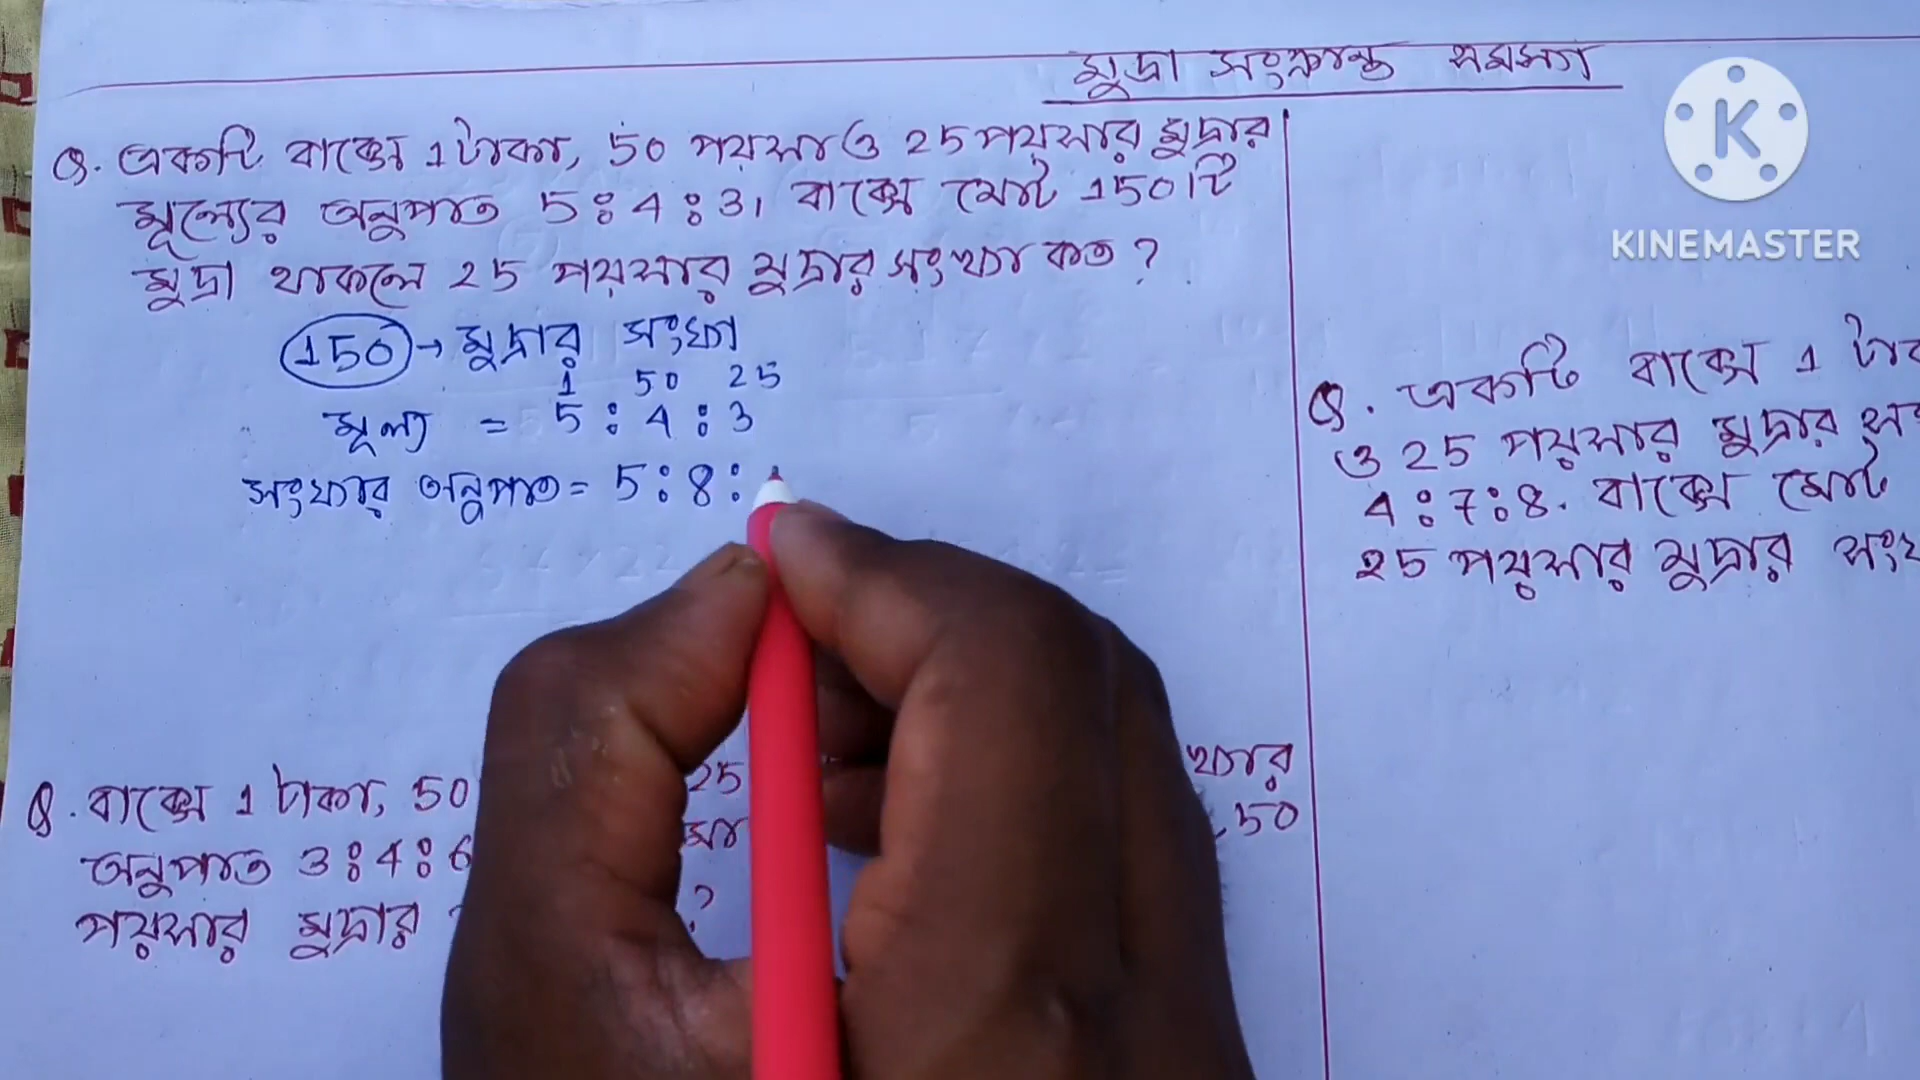 মুদ্রা সংক্রান্ত সমস্যা
Q. একটি বাক্সে 1 টাকা, 50 পয়সা ও 25 পয়সার মুদ্রার
মূল্যের অনুপাত 5:4:3, বাক্সে মোট 150টি
মুদ্রা থাকলে 25 পয়সার মুদ্রার সংখ্যা কত?
150 → মুদ্রার সংখ্যা
1 50 25
মূল্য = 5:4:3
সংখ্যার অনুপাত = 5:8:
Q. বাক্সে 1 টাকা, 50 25 খ্যার
অনুপাত 3:4:6 মো 50
পয়সার মুদ্রার ?
Q. একটি বাক্সে 1 টাক
ও 25 পয়সার মুদ্রার সং
4:7:8. বাক্সে মোট
25 পয়সার মুদ্রার সংখ
K
KINEMASTER